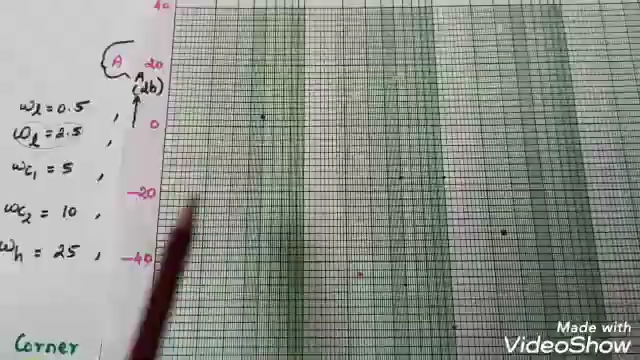 40
A 20
A
(db)
ωl = 0.5 ,
0
ωl = 2.5 ,
ωc1 = 5 ,
-20
ωc2 = 10 ,
ωh = 25 ,
-40
Corner
Made with
VideoShow